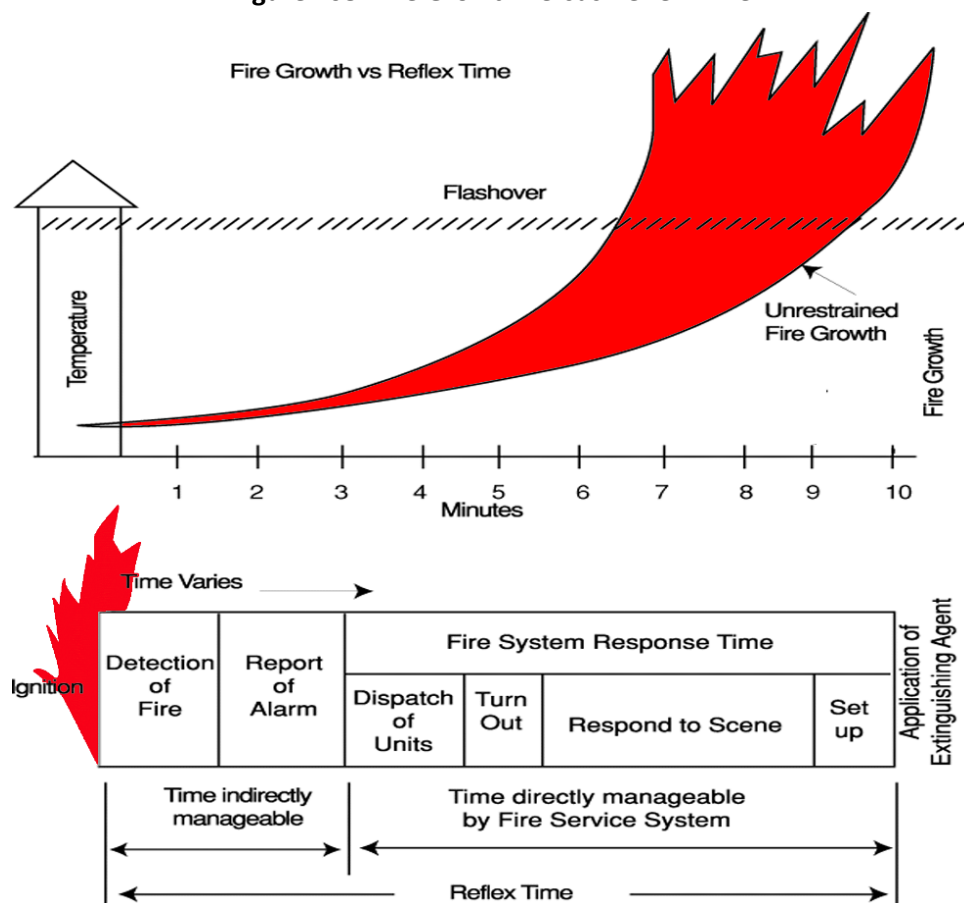 Fire Growth vs Reflex Time
Flashover
Temperature
Unrestrained
Fire Growth
Fire Growth
1 2 3 4 5 6 7 8 9 10
Minutes
Time Varies
Ignition
Detection
of
Fire
Report
of
Alarm
Fire System Response Time
Dispatch
of
Units
Turn
Out
Respond to Scene
Set
up
Application of
Extinguishing Agent
Time indirectly
manageable
Time directly manageable
by Fire Service System
Reflex Time